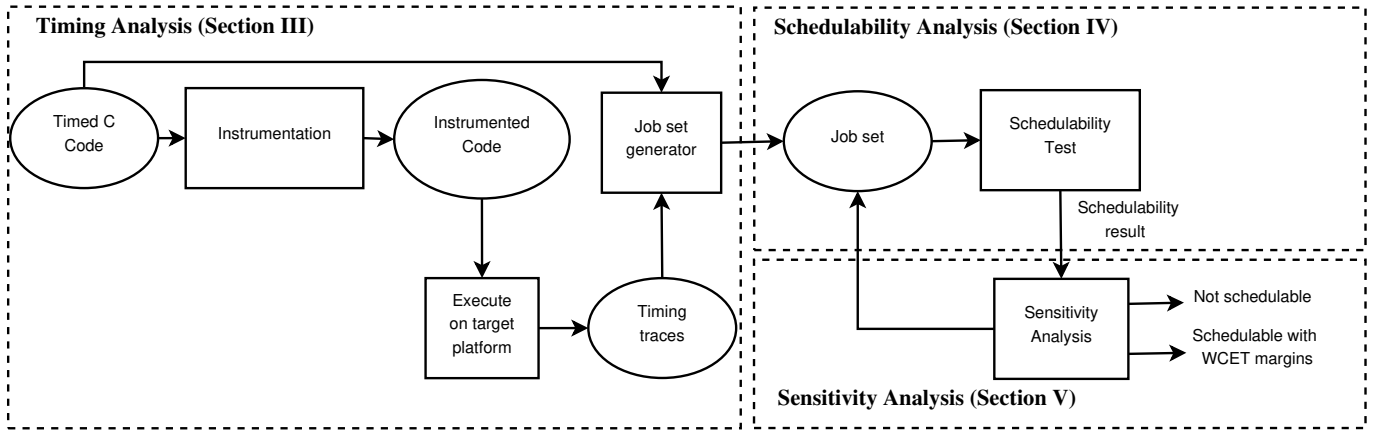 Timing Analysis (Section III)
Timed C
Code
Instrumentation
Instrumented
Code
Job set
generator
Execute
on target
platform
Timing
traces
Schedulability Analysis (Section IV)
Job set
Schedulability
Test
Schedulability
result
Sensitivity
Analysis
Not schedulable
Schedulable with
WCET margins
Sensitivity Analysis (Section V)